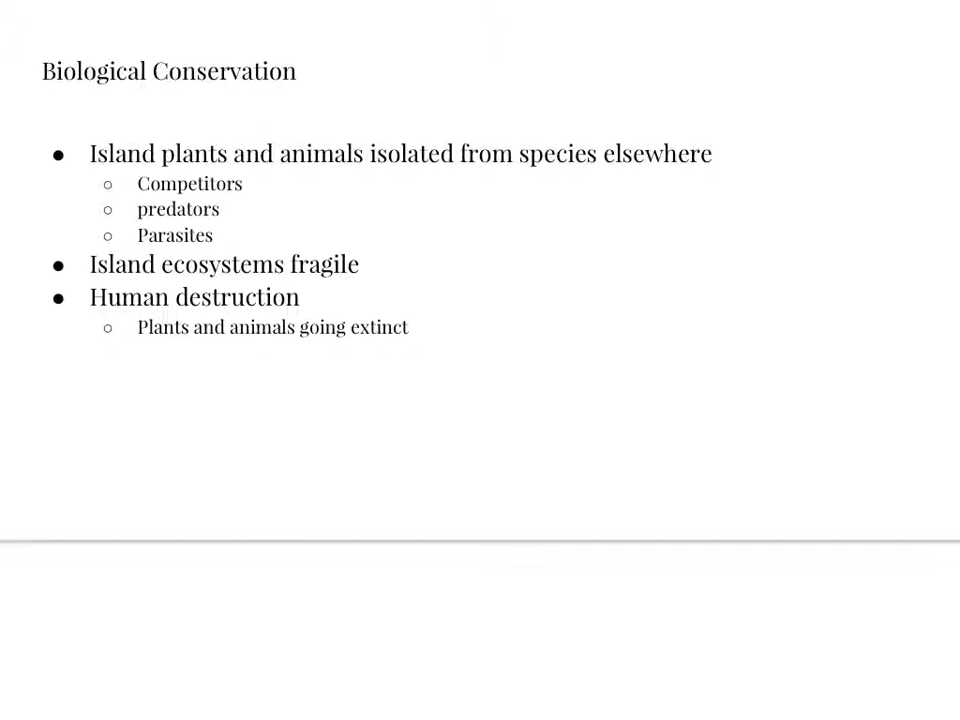 Biological Conservation
● Island plants and animals isolated from species elsewhere
○ Competitors
○ predators
○ Parasites
● Island ecosystems fragile
● Human destruction
○ Plants and animals going extinct